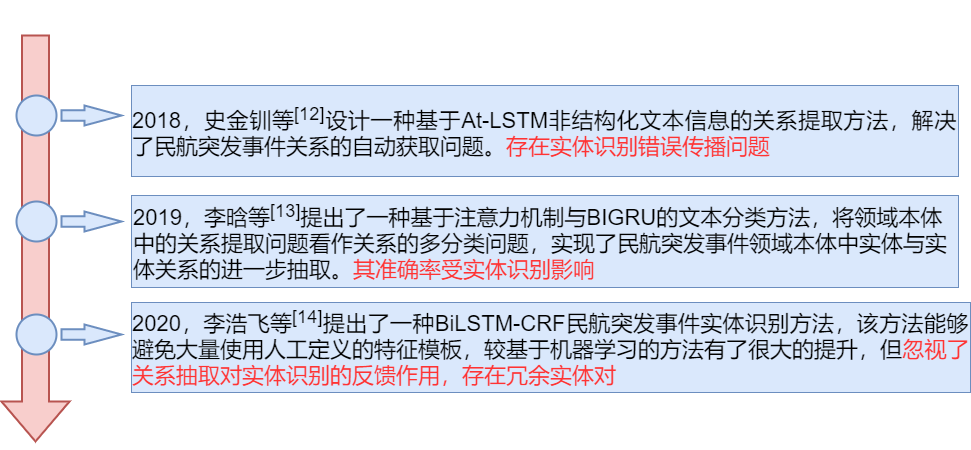 2018，史金钏等[12]设计一种基于At-LSTM非结构化文本信息的关系提取方法，解决
了民航突发事件关系的自动获取问题。存在实体识别错误传播问题
2019，李晗等[13]提出了一种基于注意力机制与BIGRU的文本分类方法，将领域本体
中的关系提取问题看作关系的多分类问题，实现了民航突发事件领域本体中实体与实
体关系的进一步抽取。其准确率受实体识别影响
2020，李浩飞等[14]提出了一种BiLSTM-CRF民航突发事件实体识别方法，该方法能够
避免大量使用人工定义的特征模板，较基于机器学习的方法有了很大的提升，但忽视了
关系抽取对实体识别的反馈作用，存在冗余实体对